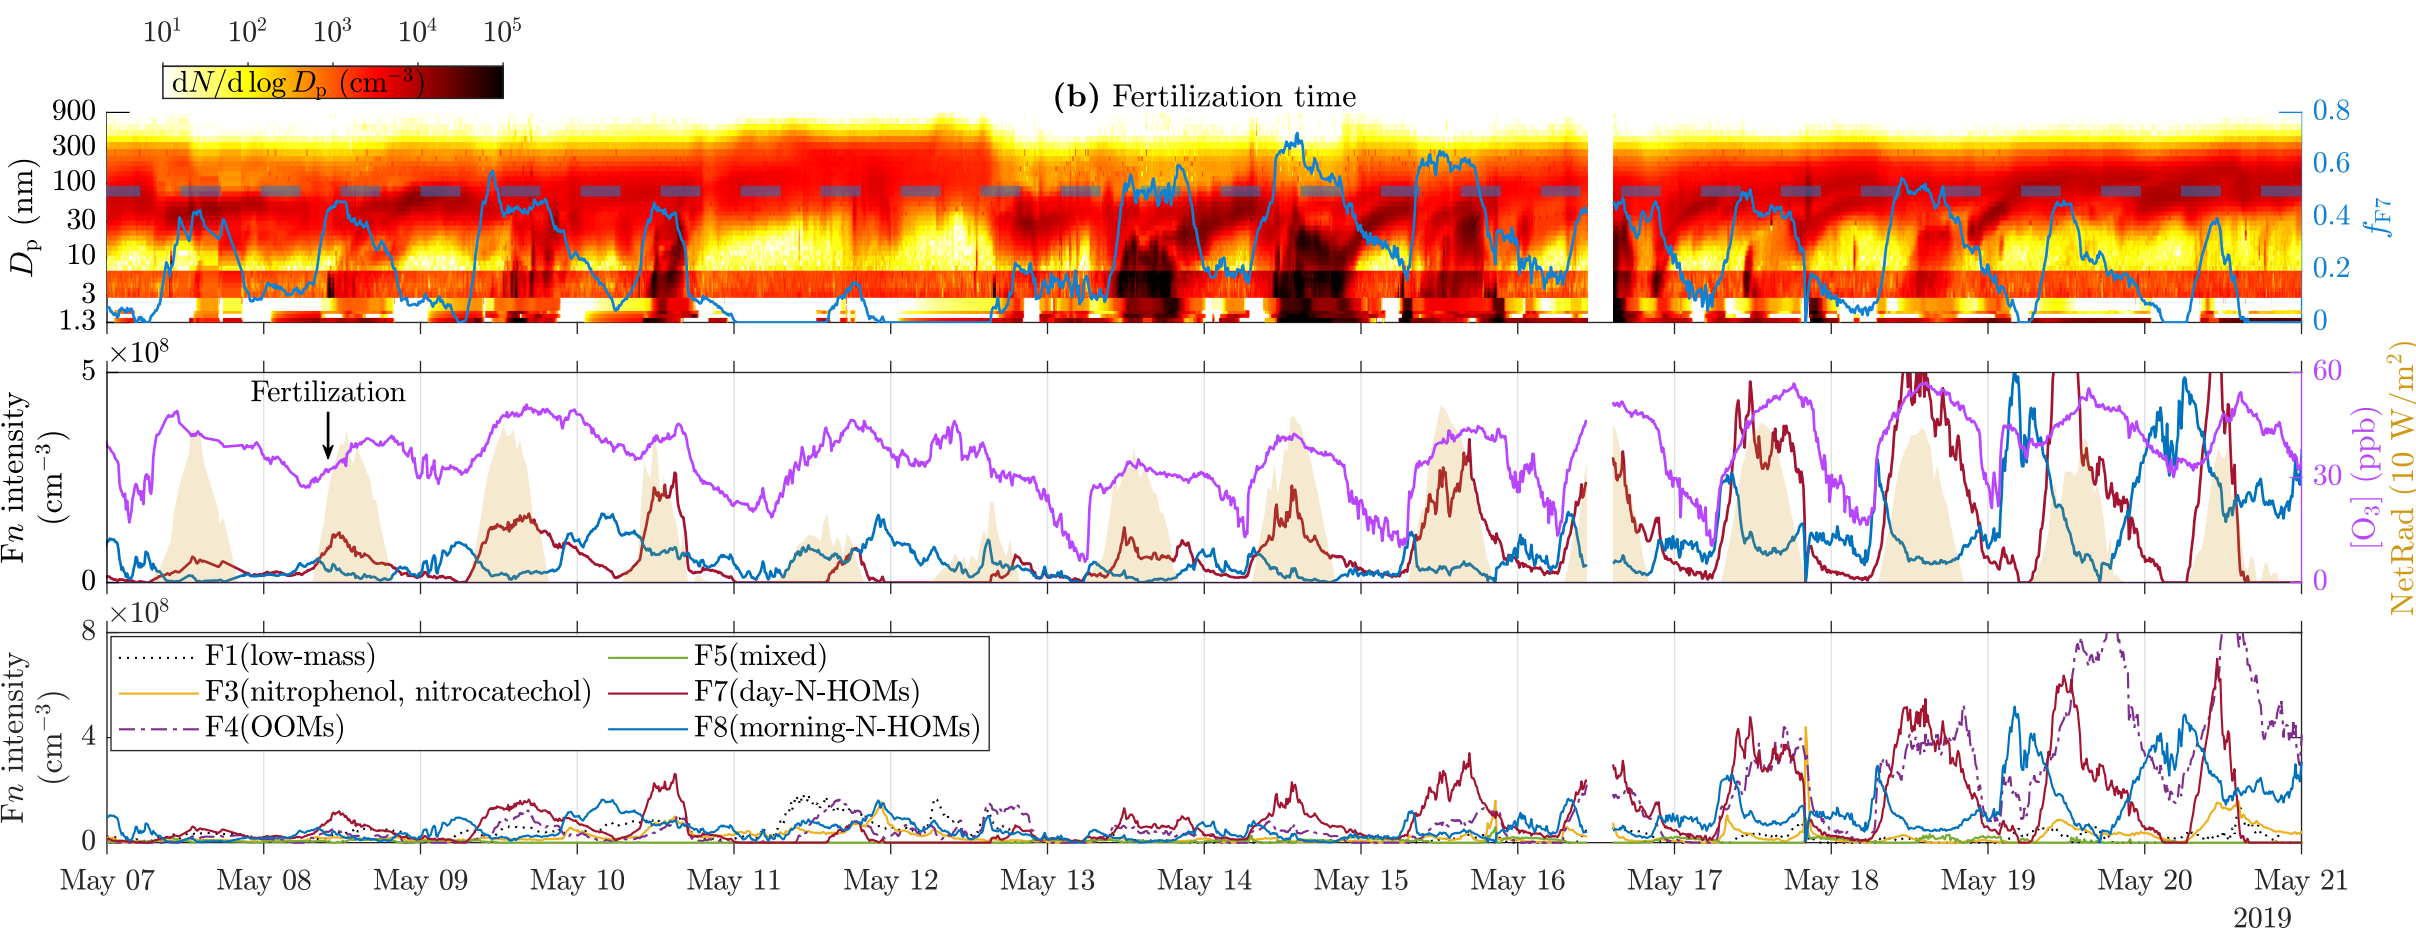 10¹ 10² 10³ 10⁴ 10⁵
dN/d log Dₚ (cm⁻³)
(b) Fertilization time
900
300
100
30
10
3
1.3
Dₚ (nm)
0.8
0.6
0.4
0.2
0
f_F7
×10⁸
5
0
Fn intensity
(cm⁻³)
Fertilization
60
30
0
[O₃] (ppb)
NetRad (10 W/m²)
×10⁸
8
4
0
Fn intensity
(cm⁻³)
F1(low-mass)
F3(nitrophenol, nitrocatechol)
F4(OOMs)
F5(mixed)
F7(day-N-HOMs)
F8(morning-N-HOMs)
May 07 May 08 May 09 May 10 May 11 May 12 May 13 May 14 May 15 May 16 May 17 May 18 May 19 May 20 May 21
2019